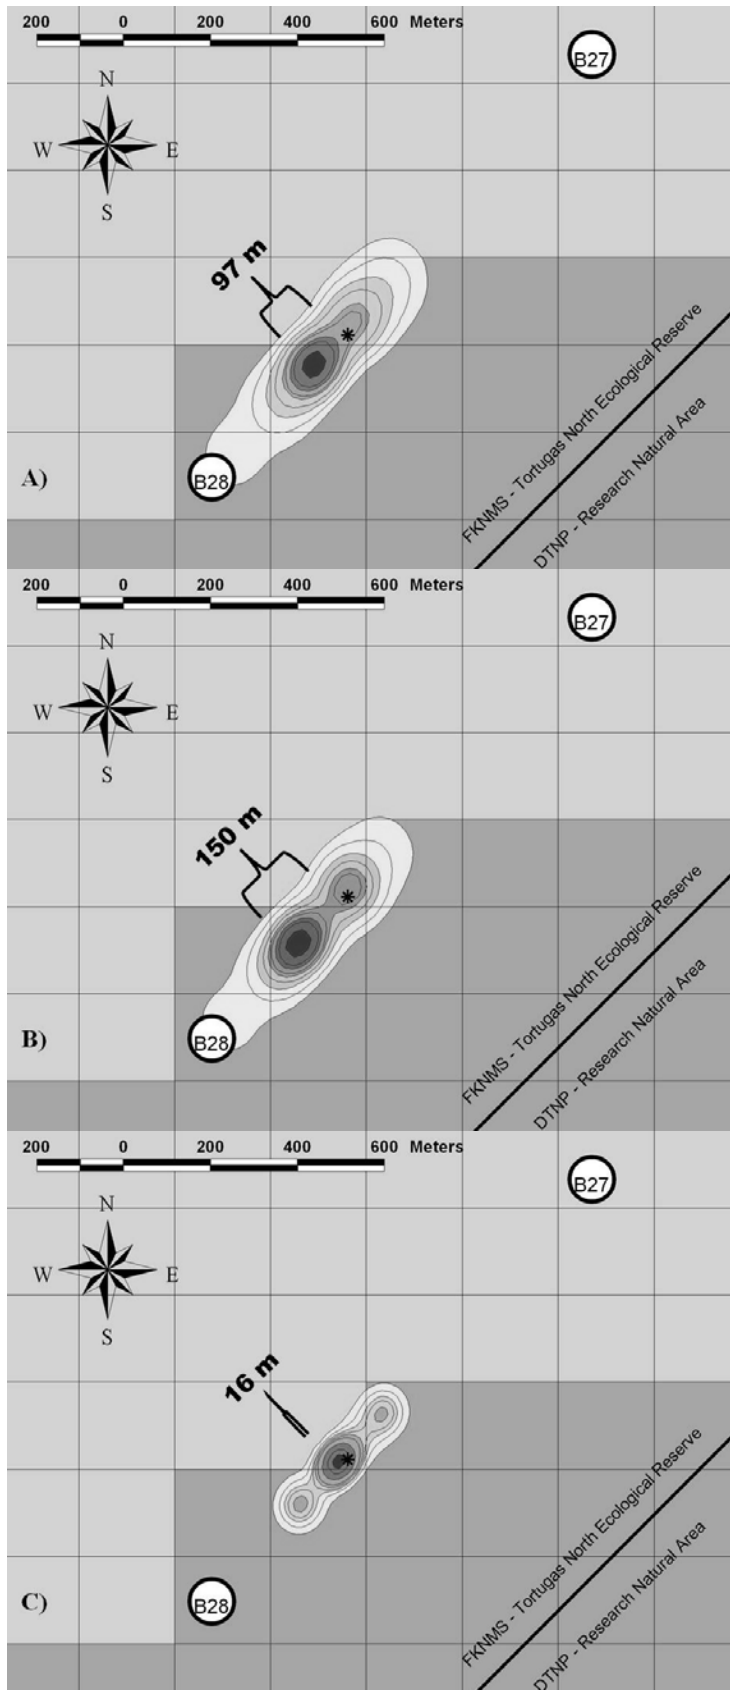 200 0 200 400 600 Meters
B27
N
W E
S
97 m
FKNMS - Tortugas North Ecological Reserve
DTNP - Research Natural Area
A)
B28
200 0 200 400 600 Meters
B27
N
W E
S
150 m
FKNMS - Tortugas North Ecological Reserve
DTNP - Research Natural Area
B)
B28
200 0 200 400 600 Meters
B27
N
W E
S
16 m
FKNMS - Tortugas North Ecological Reserve
DTNP - Research Natural Area
C)
B28